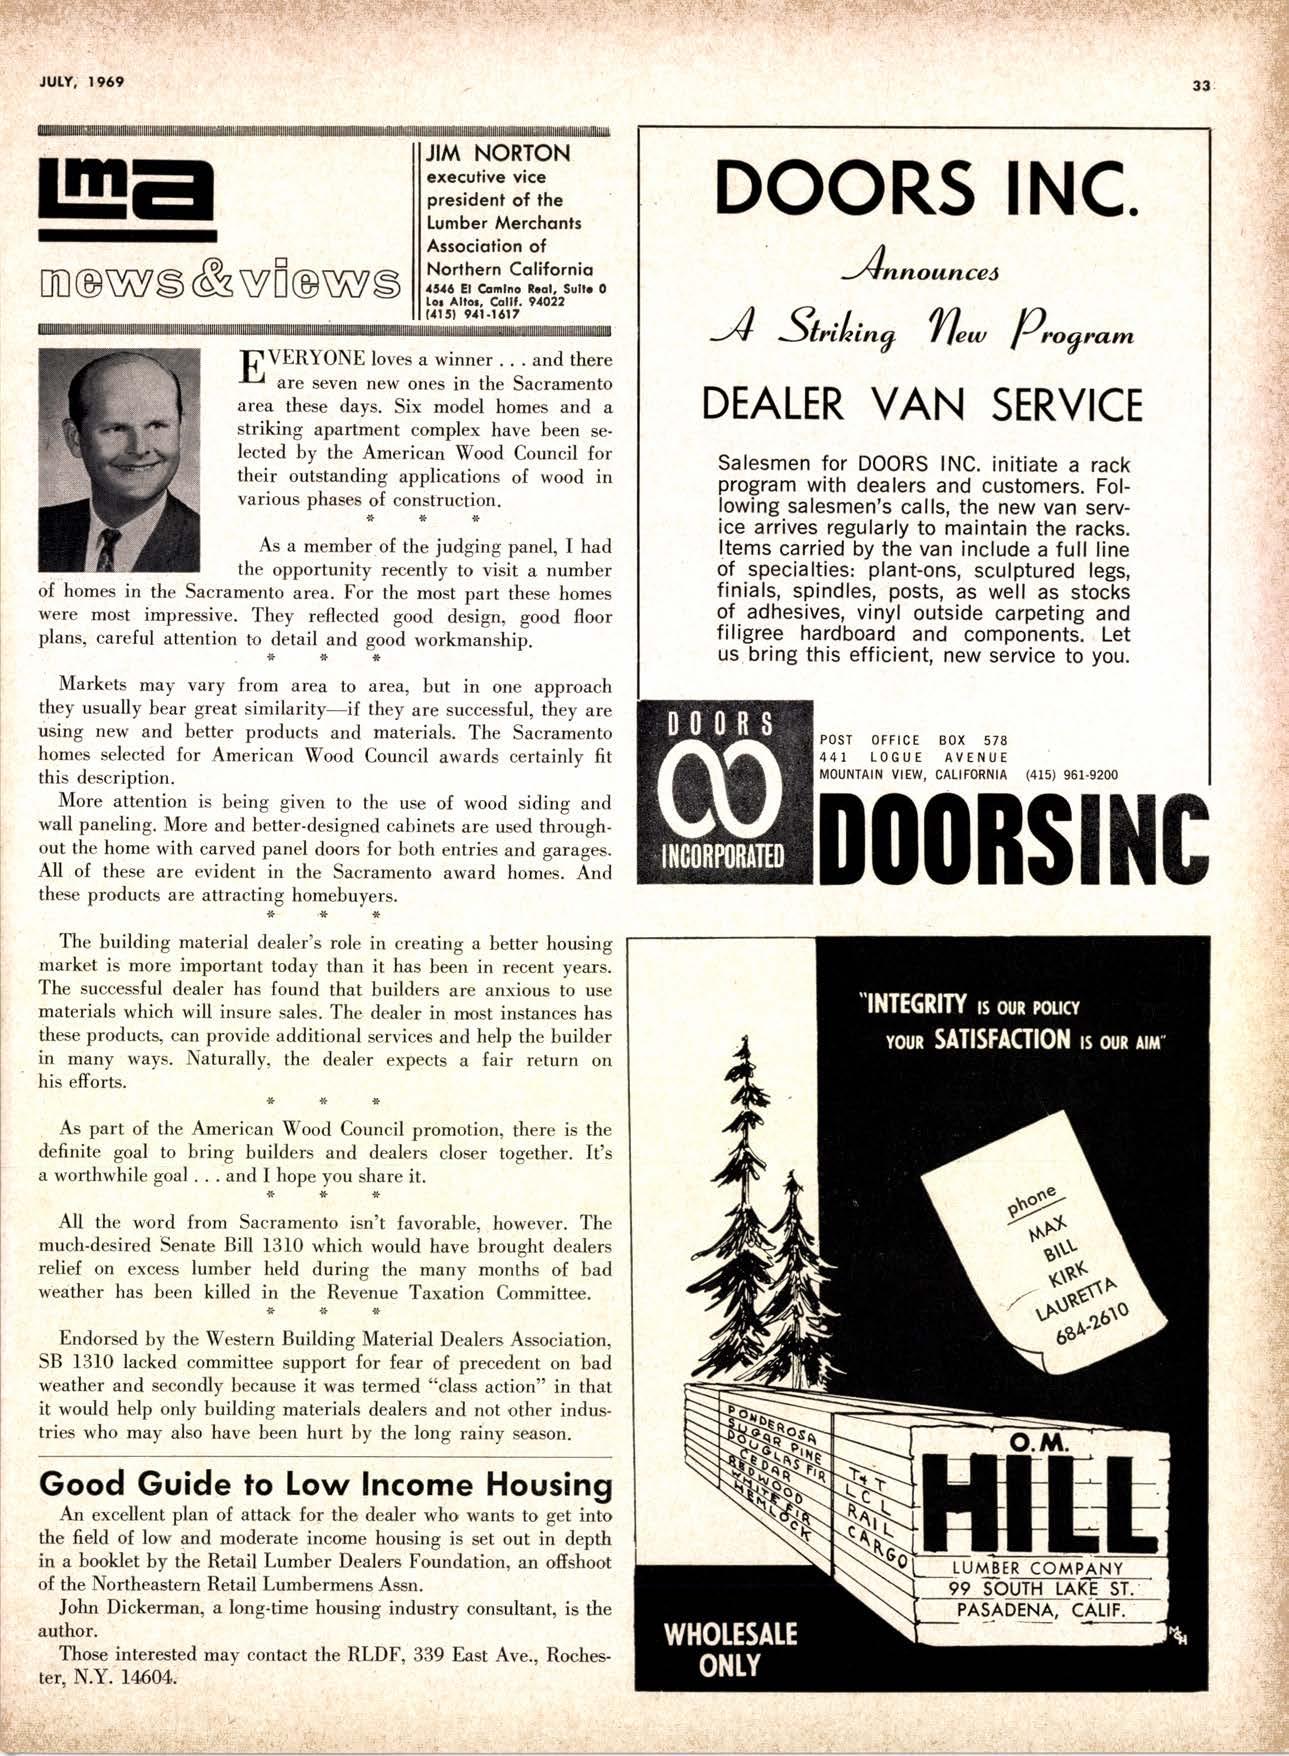 JULY, 1969
33
lma
news & views
JIM NORTON
executive vice
president of the
Lumber Merchants
Association of
Northern California
4546 El Camino Real, Suite O
Los Altos, Calif. 94022
(415) 941-1617
EVERYONE loves a winner . . . and there
are seven new ones in the Sacramento
area these days. Six model homes and a
striking apartment complex have been se-
lected by the American Wood Council for
their outstanding applications of wood in
various phases of construction.
* * *
As a member of the judging panel, I had
the opportunity recently to visit a number
of homes in the Sacramento area. For the most part these homes
were most impressive. They reflected good design, good floor
plans, careful attention to detail and good workmanship.
* * *
Markets may vary from area to area, but in one approach
they usually bear great similarity—if they are successful, they are
using new and better products and materials. The Sacramento
homes selected for American Wood Council awards certainly fit
this description.
More attention is being given to the use of wood siding and
wall paneling. More and better-designed cabinets are used through-
out the home with carved panel doors for both entries and garages.
All of these are evident in the Sacramento award homes. And
these products are attracting homebuyers.
* * *
The building material dealer's role in creating a better housing
market is more important today than it has been in recent years.
The successful dealer has found that builders are anxious to use
materials which will insure sales. The dealer in most instances has
these products, can provide additional services and help the builder
in many ways. Naturally, the dealer expects a fair return on
his efforts.
* * *
As part of the American Wood Council promotion, there is the
definite goal to bring builders and dealers closer together. It's
a worthwhile goal . . . and I hope you share it.
* * *
All the word from Sacramento isn't favorable, however. The
much-desired Senate Bill 1310 which would have brought dealers
relief on excess lumber held during the many months of bad
weather has been killed in the Revenue Taxation Committee.
* * *
Endorsed by the Western Building Material Dealers Association,
SB 1310 lacked committee support for fear of precedent on bad
weather and secondly because it was termed "class action" in that
it would help only building materials dealers and not other indus-
tries who may also have been hurt by the long rainy season.
Good Guide to Low Income Housing
An excellent plan of attack for the dealer who wants to get into
the field of low and moderate income housing is set out in depth
in a booklet by the Retail Lumber Dealers Foundation, an offshoot
of the Northeastern Retail Lumbermens Assn.
John Dickerman, a long-time housing industry consultant, is the
author.
Those interested may contact the RLDF, 339 East Ave., Roches-
ter, N.Y. 14604.
DOORS INC.
Announces
A Striking New Program
DEALER VAN SERVICE
Salesmen for DOORS INC. initiate a rack
program with dealers and customers. Fol-
lowing salesmen's calls, the new van serv-
ice arrives regularly to maintain the racks.
Items carried by the van include a full line
of specialties: plant-ons, sculptured legs,
finials, spindles, posts, as well as stocks
of adhesives, vinyl outside carpeting and
filigree hardboard and components. Let
us bring this efficient, new service to you.
DOORS
INCORPORATED
POST OFFICE BOX 578
441 LOGUE AVENUE
MOUNTAIN VIEW, CALIFORNIA (415) 961-9200
DOORSINC
"INTEGRITY IS OUR POLICY
YOUR SATISFACTION IS OUR AIM"
phone
MAX
BILL
KIRK
LAURETTA
684-2610
PONDEROSA
SUGAR PINE
DOUGLAS FIR
CEDAR
REDWOOD
WHITE FIR
HEMLOCK
T & T
L C L
RAIL
CARGO
O.M.
HILL
LUMBER COMPANY
99 SOUTH LAKE ST.
PASADENA, CALIF.
WHOLESALE
ONLY